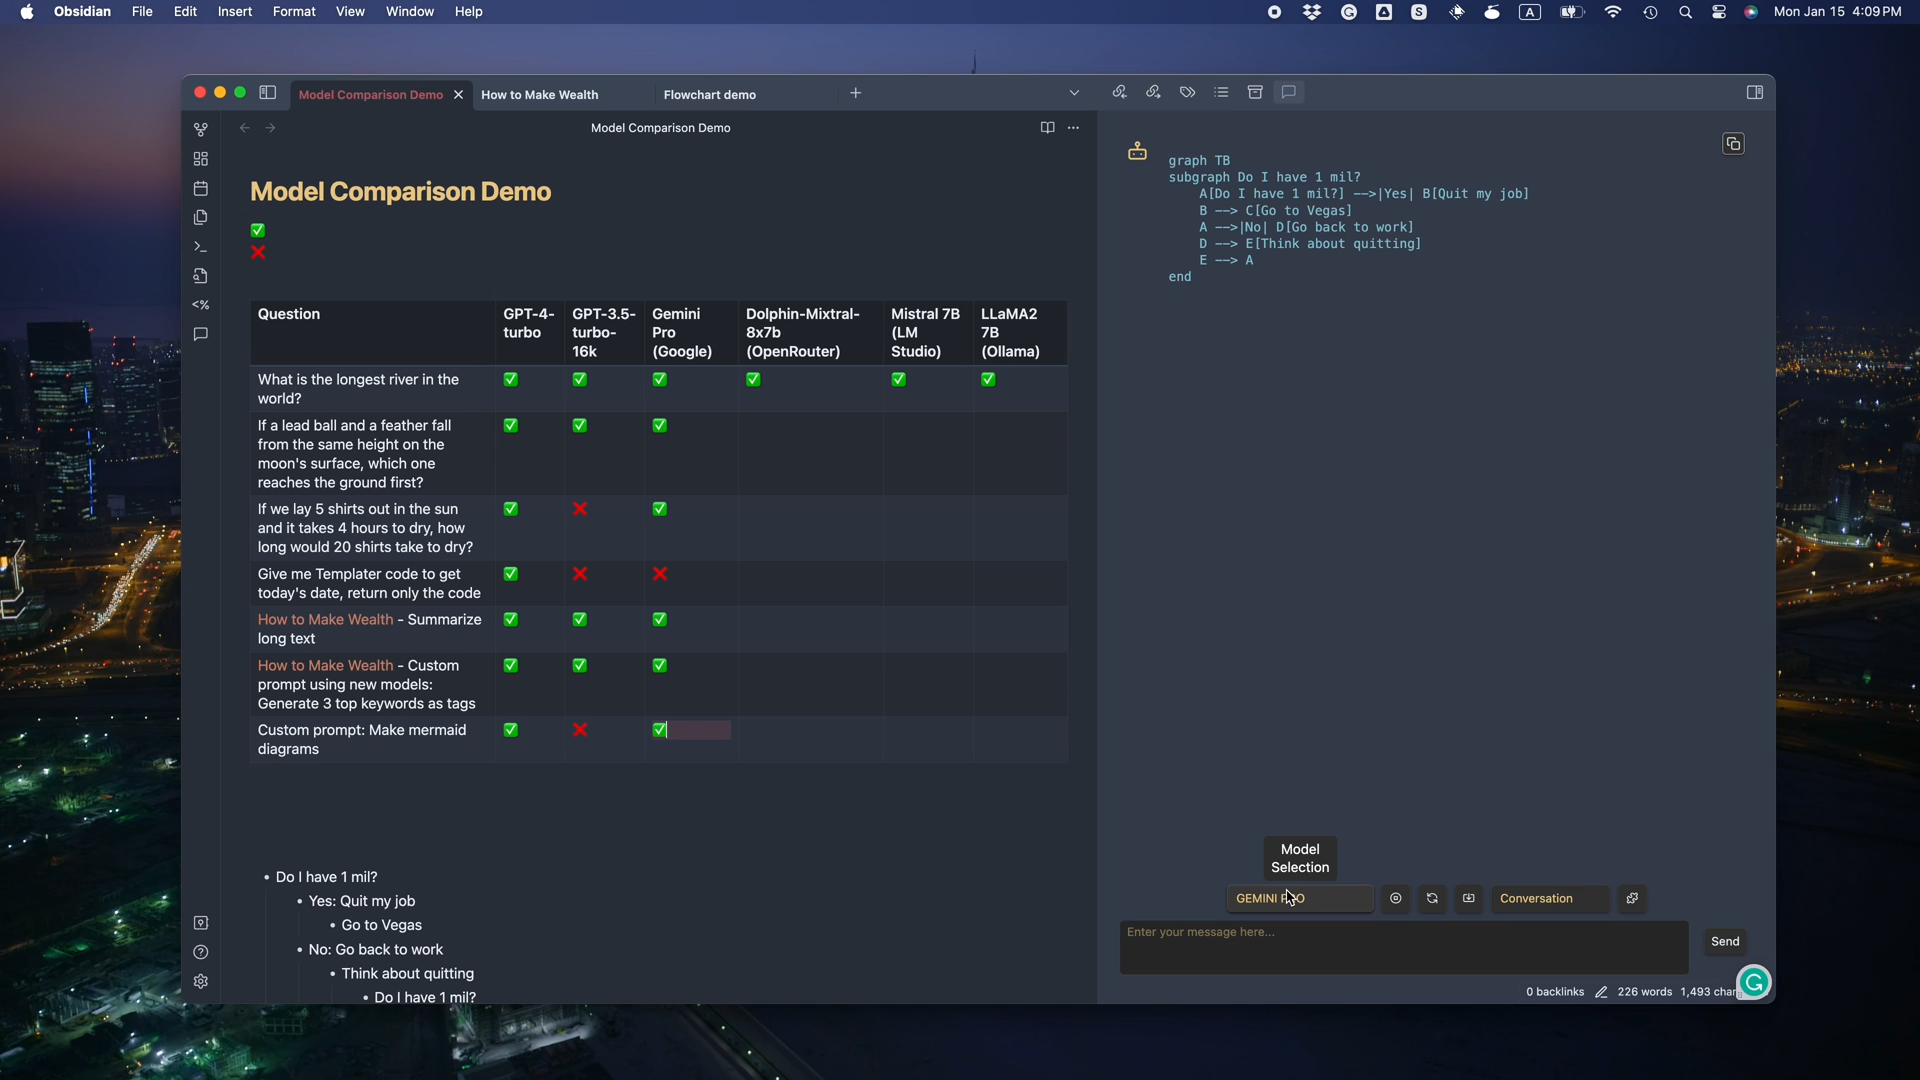 Obsidian File Edit Insert Format View Window Help
A
S
A
Mon Jan 15 4:09 PM
Model Comparison Demo
How to Make Wealth
Flowchart demo
Model Comparison Demo
Model Comparison Demo
✅
❌
Question
GPT-4-
turbo
GPT-3.5-
turbo-
16k
Gemini
Pro
(Google)
Dolphin-Mixtral-
8x7b
(OpenRouter)
Mistral 7B
(LM
Studio)
LLaMA2
7B
(Ollama)
What is the longest river in the ✅ ✅ ✅ ✅ ✅ ✅
world?
If a lead ball and a feather fall ✅ ✅ ✅
from the same height on the
moon's surface, which one
reaches the ground first?
If we lay 5 shirts out in the sun ✅ ❌ ✅
and it takes 4 hours to dry, how
long would 20 shirts take to dry?
Give me Templater code to get ✅ ❌ ❌
today's date, return only the code
How to Make Wealth - Summarize ✅ ✅ ✅
long text
How to Make Wealth - Custom ✅ ✅ ✅
prompt using new models:
Generate 3 top keywords as tags
Custom prompt: Make mermaid ✅ ❌ ✅
diagrams
• Do I have 1 mil?
• Yes: Quit my job
• Go to Vegas
• No: Go back to work
• Think about quitting
• Do I have 1 mil?
graph TB
subgraph Do I have 1 mil?
A[Do I have 1 mil?] -->|Yes| B[Quit my job]
B --> C[Go to Vegas]
A -->|No| D[Go back to work]
D --> E[Think about quitting]
E --> A
end
Model
Selection
GEMINI
Conversation
Enter your message here...
Send
0 backlinks 226 words 1,493